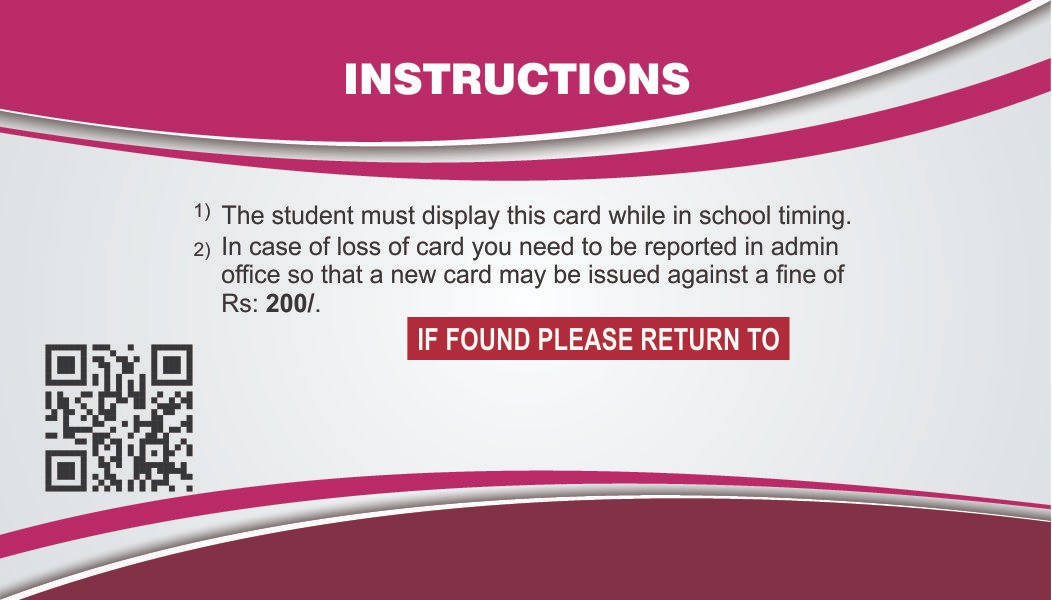 INSTRUCTIONS
1) The student must display this card while in school timing.
2) In case of loss of card you need to be reported in admin
office so that a new card may be issued against a fine of
Rs: 200/.
IF FOUND PLEASE RETURN TO